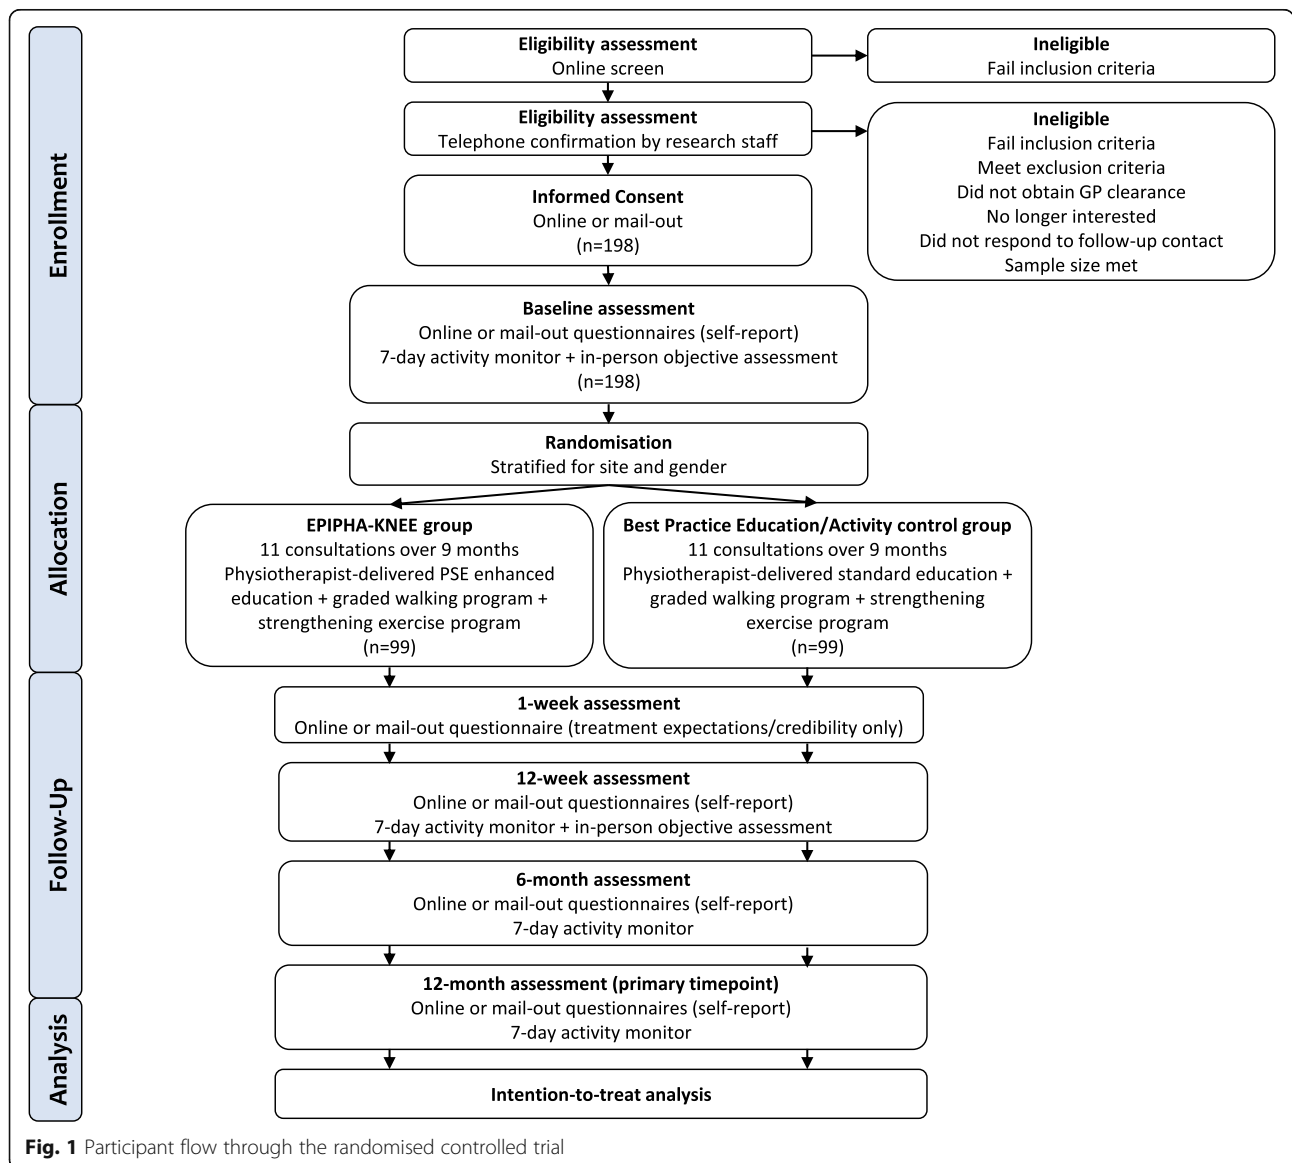 Enrollment
Eligibility assessment
Online screen
Ineligible
Fail inclusion criteria
Eligibility assessment
Telephone confirmation by research staff
Ineligible
Fail inclusion criteria
Meet exclusion criteria
Did not obtain GP clearance
No longer interested
Did not respond to follow-up contact
Sample size met
Informed Consent
Online or mail-out
(n=198)
Baseline assessment
Online or mail-out questionnaires (self-report)
7-day activity monitor + in-person objective assessment
(n=198)
Allocation
Randomisation
Stratified for site and gender
EPIPHA-KNEE group
11 consultations over 9 months
Physiotherapist-delivered PSE enhanced
education + graded walking program +
strengthening exercise program
(n=99)
Best Practice Education/Activity control group
11 consultations over 9 months
Physiotherapist-delivered standard education +
graded walking program + strengthening
exercise program
(n=99)
Follow-Up
1-week assessment
Online or mail-out questionnaire (treatment expectations/credibility only)
12-week assessment
Online or mail-out questionnaires (self-report)
7-day activity monitor + in-person objective assessment
6-month assessment
Online or mail-out questionnaires (self-report)
7-day activity monitor
12-month assessment (primary timepoint)
Online or mail-out questionnaires (self-report)
7-day activity monitor
Analysis
Intention-to-treat analysis
Fig. 1 Participant flow through the randomised controlled trial